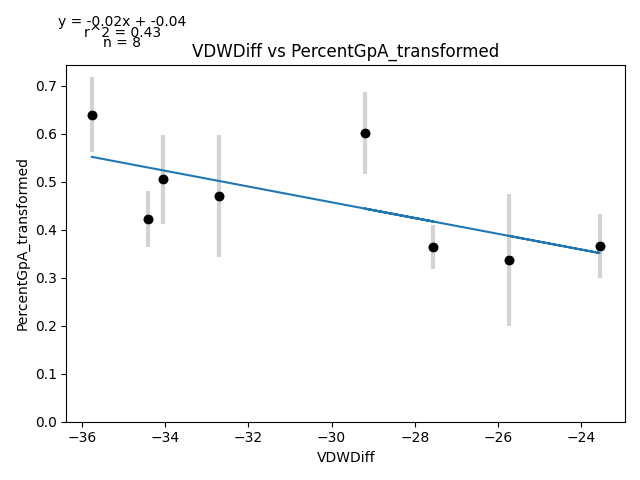 y = -0.02x + -0.04
r^2 = 0.43
n = 8
VDWDiff vs PercentGpA_transformed
0.7
0.6
0.5
0.4
0.3
0.2
0.1
0.0
PercentGpA_transformed
−36
−34
−32
−30
−28
−26
−24
VDWDiff